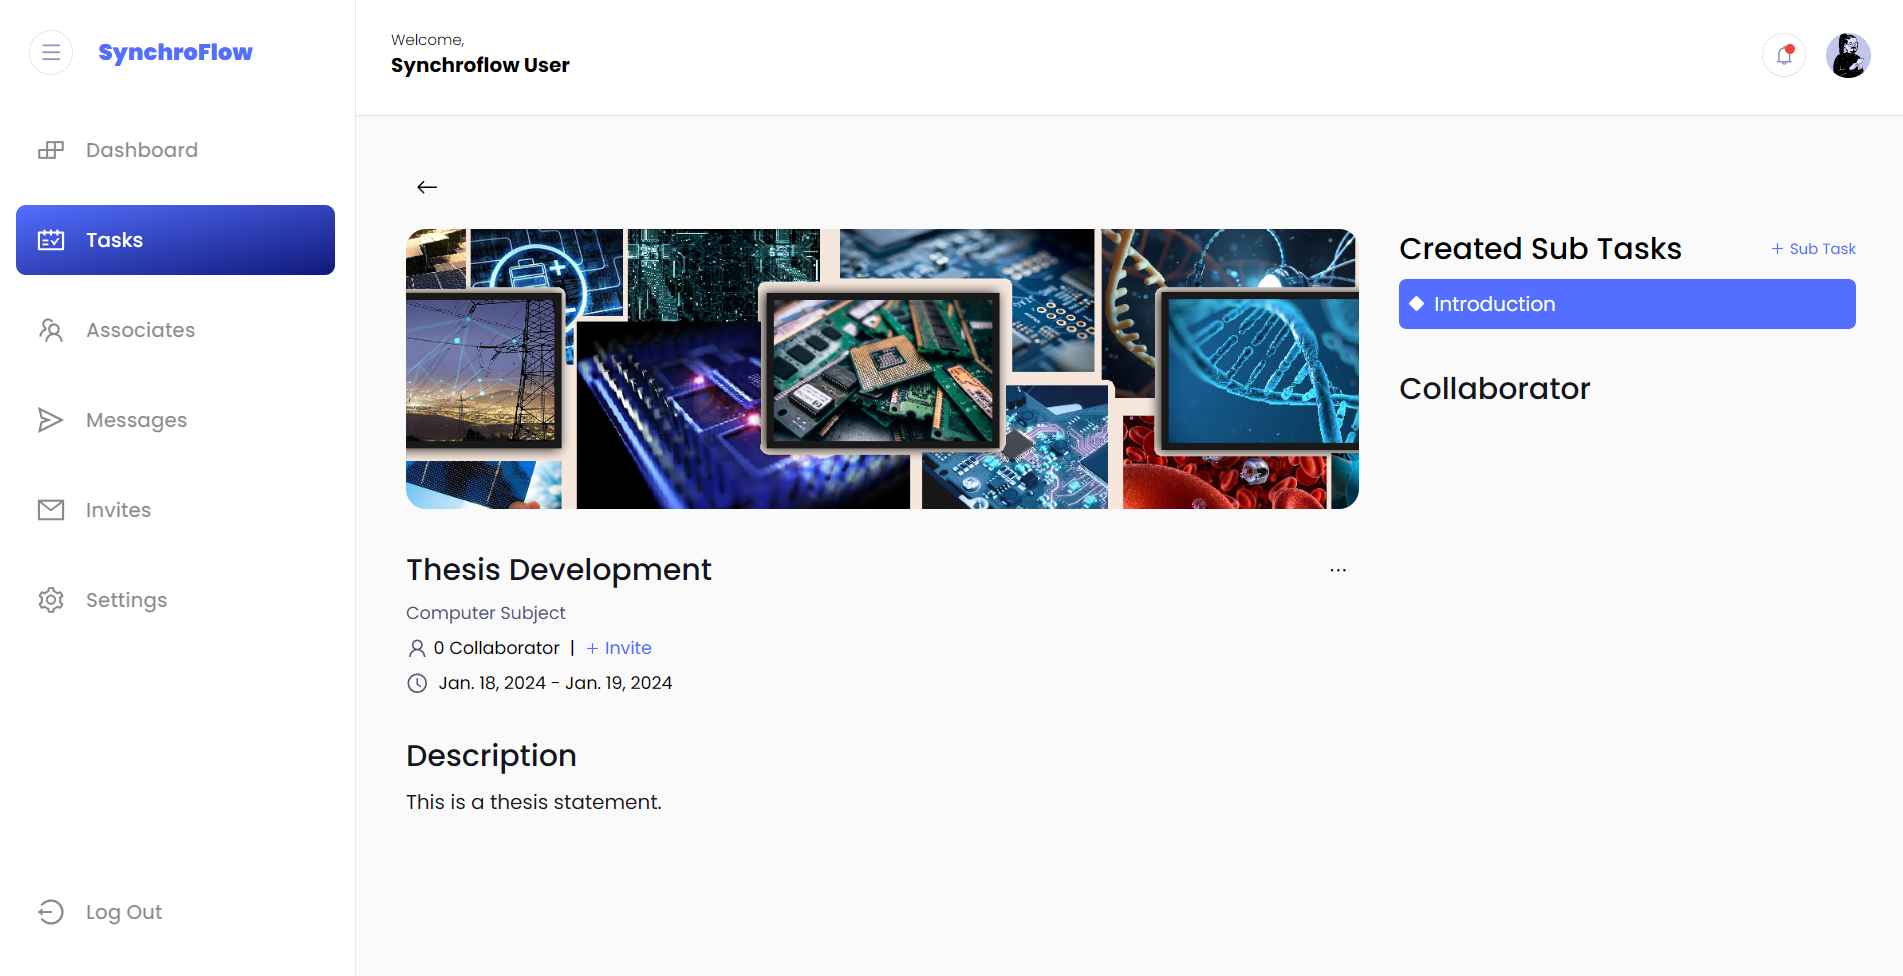 SynchroFlow
Welcome,
Synchroflow User
Dashboard
Tasks
Associates
Messages
Invites
Settings
Log Out
Thesis Development
...
Computer Subject
0 Collaborator | + Invite
Jan. 18, 2024 - Jan. 19, 2024
Description
This is a thesis statement.
Created Sub Tasks
+ Sub Task
Introduction
Collaborator